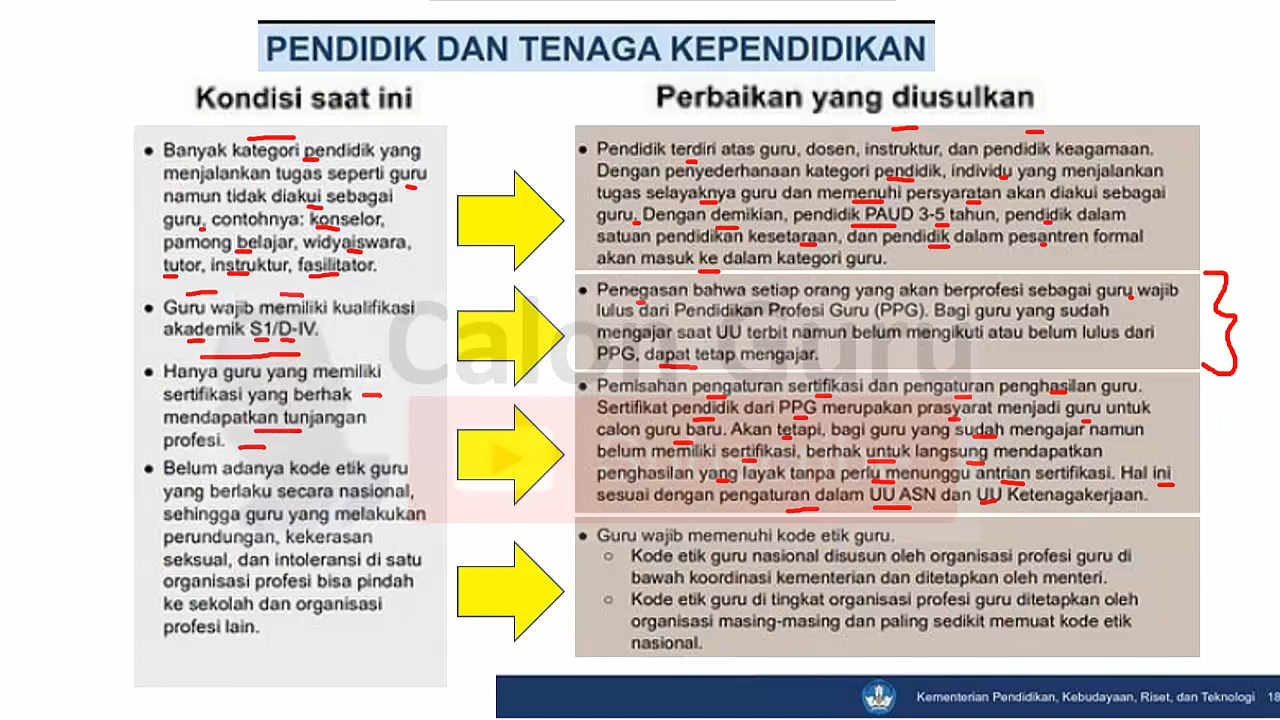 PENDIDIK DAN TENAGA KEPENDIDIKAN
Kondisi saat ini
Banyak kategori pendidik yang
menjalankan tugas seperti guru
namun tidak diakui sebagai
guru, contohnya: konselor,
pamong belajar, widyaiswara,
tutor, instruktur, fasilitator.
Guru wajib memiliki kualifikasi
akademik S1/D-IV.
Hanya guru yang memiliki
sertifikasi yang berhak
mendapatkan tunjangan
profesi.
Belum adanya kode etik guru
yang berlaku secara nasional,
sehingga guru yang melakukan
perundungan, kekerasan
seksual, dan intoleransi di satu
organisasi profesi bisa pindah
ke sekolah dan organisasi
profesi lain.
Perbaikan yang diusulkan
Pendidik terdiri atas guru, dosen, instruktur, dan pendidik keagamaan.
Dengan penyederhanaan kategori pendidik, individu yang menjalankan
tugas selayaknya guru dan memenuhi persyaratan akan diakui sebagai
guru. Dengan demikian, pendidik PAUD 3-5 tahun, pendidik dalam
satuan pendidikan kesetaraan, dan pendidik dalam pesantren formal
akan masuk ke dalam kategori guru.
Penegasan bahwa setiap orang yang akan berprofesi sebagai guru wajib
lulus dari Pendidikan Profesi Guru (PPG). Bagi guru yang sudah
mengajar saat UU terbit namun belum mengikuti atau belum lulus dari
PPG, dapat tetap mengajar.
Pemisahan pengaturan sertifikasi dan pengaturan penghasilan guru.
Sertifikat pendidik dari PPG merupakan prasyarat menjadi guru untuk
calon guru baru. Akan tetapi, bagi guru yang sudah mengajar namun
belum memiliki sertifikasi, berhak untuk langsung mendapatkan
penghasilan yang layak tanpa perlu menunggu antrian sertifikasi. Hal ini
sesuai dengan pengaturan dalam UU ASN dan UU Ketenagakerjaan.
Guru wajib memenuhi kode etik guru.
Kode etik guru nasional disusun oleh organisasi profesi guru di
bawah koordinasi kementerian dan ditetapkan oleh menteri.
Kode etik guru di tingkat organisasi profesi guru ditetapkan oleh
organisasi masing-masing dan paling sedikit memuat kode etik
nasional.
Calon Guru
Kementerian Pendidikan, Kebudayaan, Riset, dan Teknologi 18